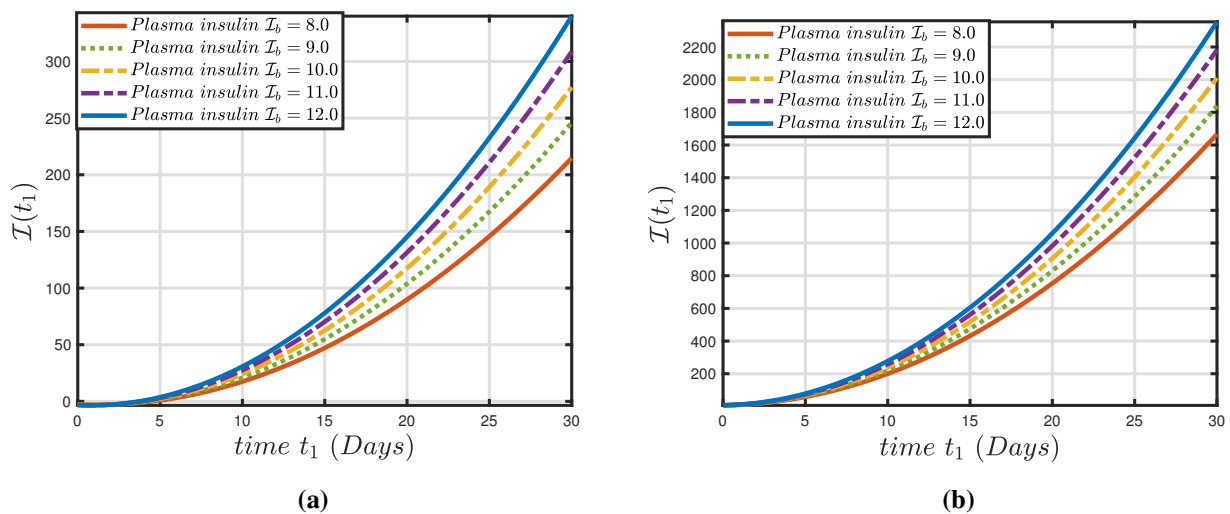 Plasma insulin I_b = 8.0
Plasma insulin I_b = 9.0
Plasma insulin I_b = 10.0
Plasma insulin I_b = 11.0
Plasma insulin I_b = 12.0
300
250
200
150
100
50
0
I(t_1)
0 5 10 15 20 25 30
time t_1 (Days)
(a)
Plasma insulin I_b = 8.0
Plasma insulin I_b = 9.0
Plasma insulin I_b = 10.0
Plasma insulin I_b = 11.0
Plasma insulin I_b = 12.0
2200
2000
1800
1600
1400
1200
1000
800
600
400
200
I(t_1)
0 5 10 15 20 25 30
time t_1 (Days)
(b)